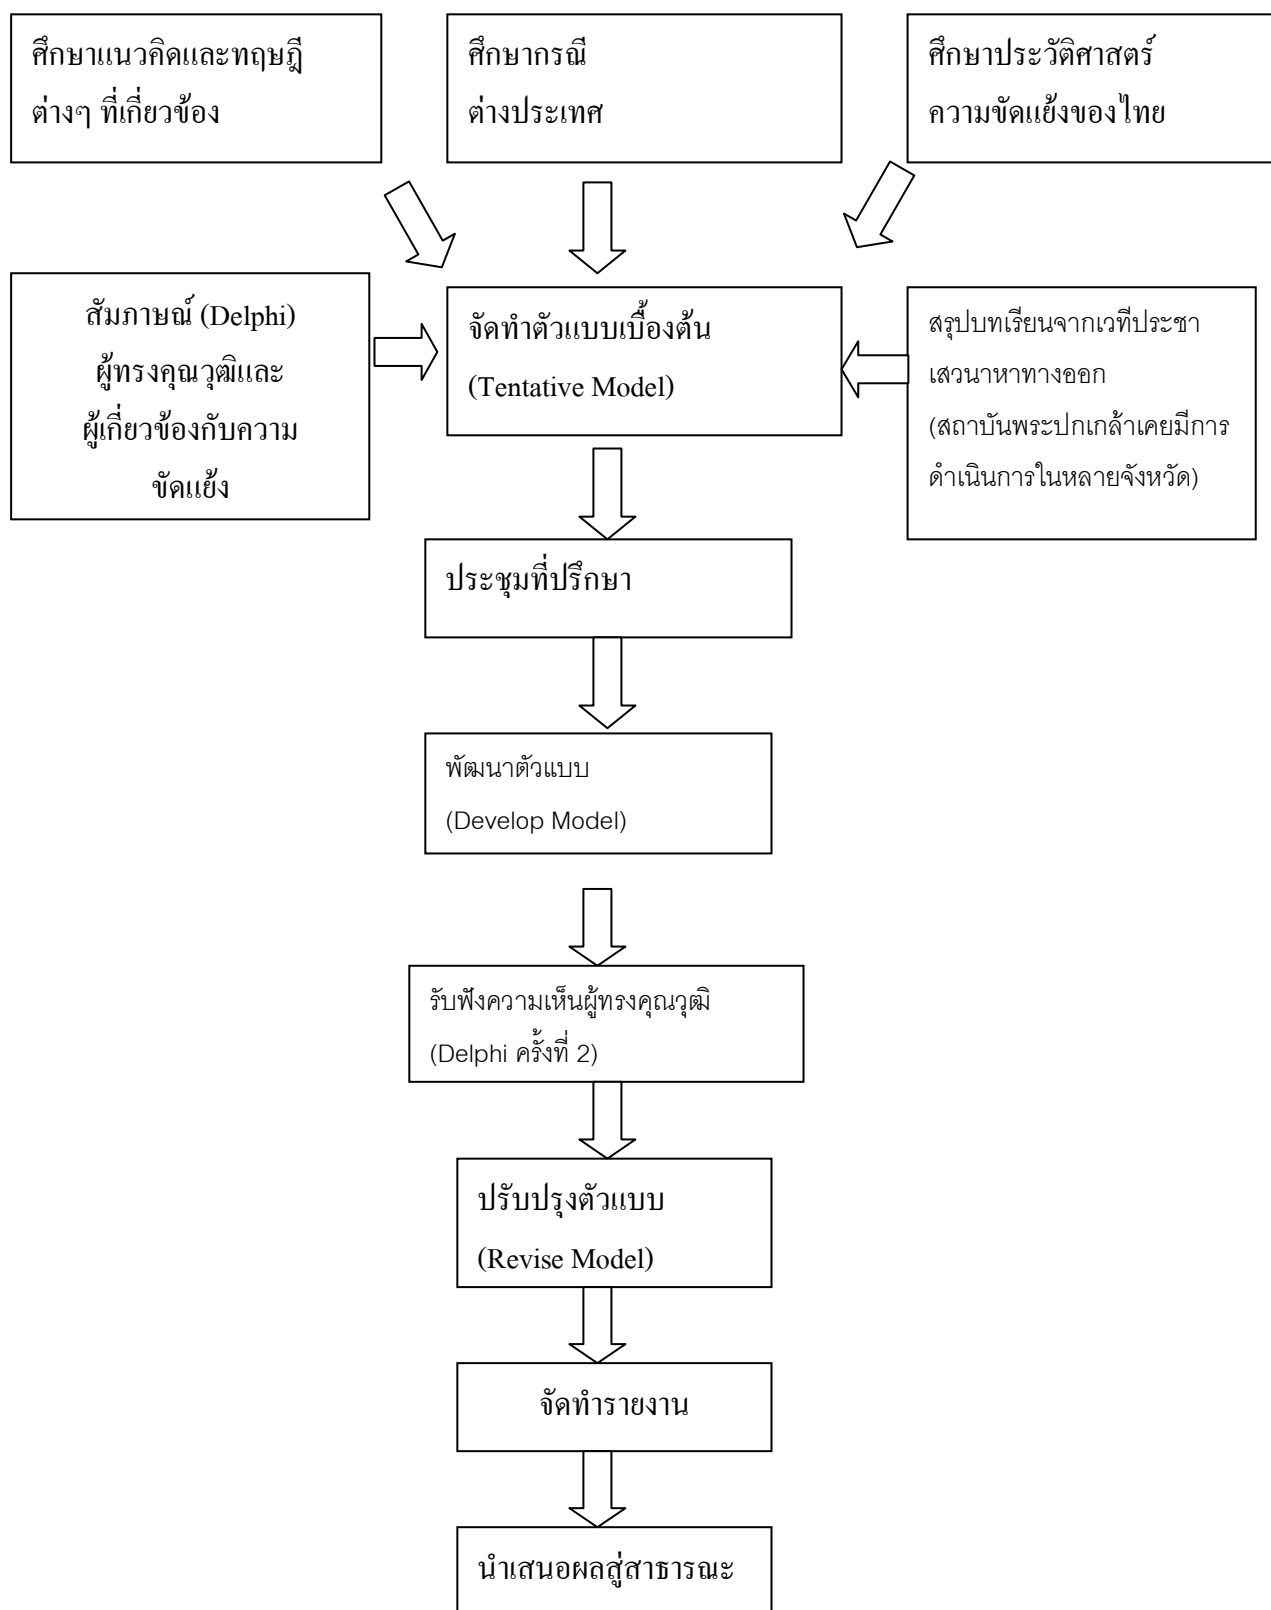 ศึกษาแนวคิดและทฤษฎี
ต่างๆ ที่เกี่ยวข้อง
ศึกษากรณี
ต่างประเทศ
ศึกษาประวัติศาสตร์
ความขัดแย้งของไทย
สัมภาษณ์ (Delphi)
ผู้ทรงคุณวุฒิและ
ผู้เกี่ยวข้องกับความ
ขัดแย้ง
จัดทำตัวแบบเบื้องต้น
(Tentative Model)
สรุปบทเรียนจากเวทีประชา
เสวนาหาทางออก
(สถาบันพระปกเกล้าเคยมีการ
ดำเนินการในหลายจังหวัด)
ประชุมที่ปรึกษา
พัฒนาตัวแบบ
(Develop Model)
รับฟังความเห็นผู้ทรงคุณวุฒิ
(Delphi ครั้งที่ 2)
ปรับปรุงตัวแบบ
(Revise Model)
จัดทำรายงาน
นำเสนอผลสู่สาธารณะ